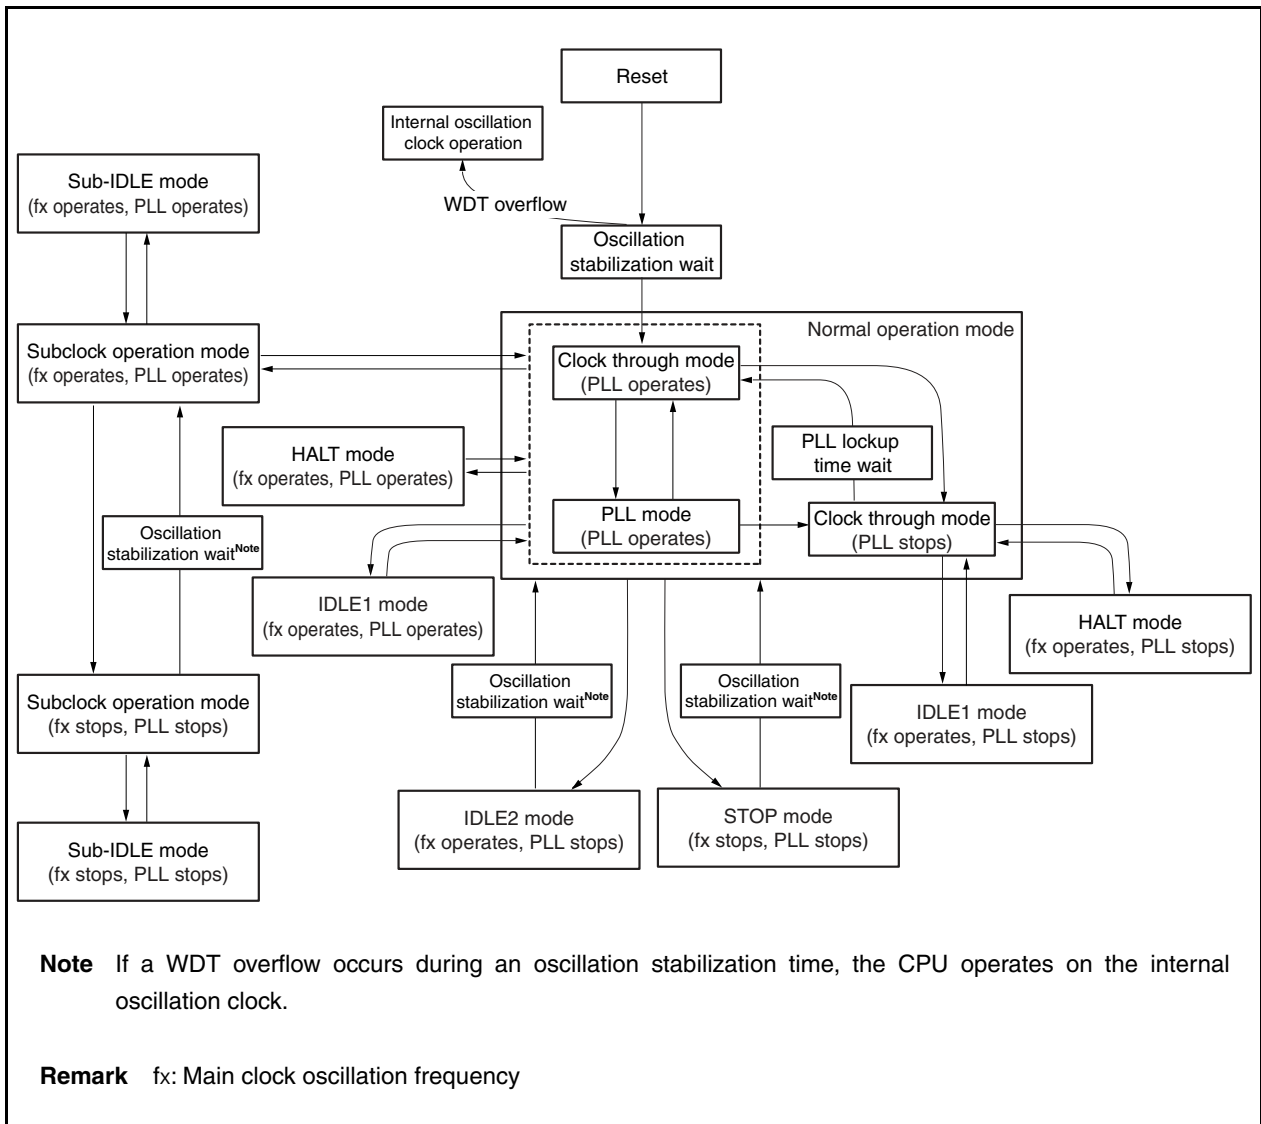 Reset
Internal oscillation
clock operation
WDT overflow
Sub-IDLE mode
(fx operates, PLL operates)
Oscillation
stabilization wait
Normal operation mode
Subclock operation mode
(fx operates, PLL operates)
Clock through mode
(PLL operates)
HALT mode
(fx operates, PLL operates)
PLL lockup
time wait
PLL mode
(PLL operates)
Clock through mode
(PLL stops)
Oscillation
stabilization wait^Note
IDLE1 mode
(fx operates, PLL operates)
HALT mode
(fx operates, PLL stops)
Oscillation
stabilization wait^Note
Oscillation
stabilization wait^Note
Subclock operation mode
(fx stops, PLL stops)
IDLE1 mode
(fx operates, PLL stops)
IDLE2 mode
(fx operates, PLL stops)
STOP mode
(fx stops, PLL stops)
Sub-IDLE mode
(fx stops, PLL stops)
Note If a WDT overflow occurs during an oscillation stabilization time, the CPU operates on the internal
oscillation clock.
Remark fx: Main clock oscillation frequency